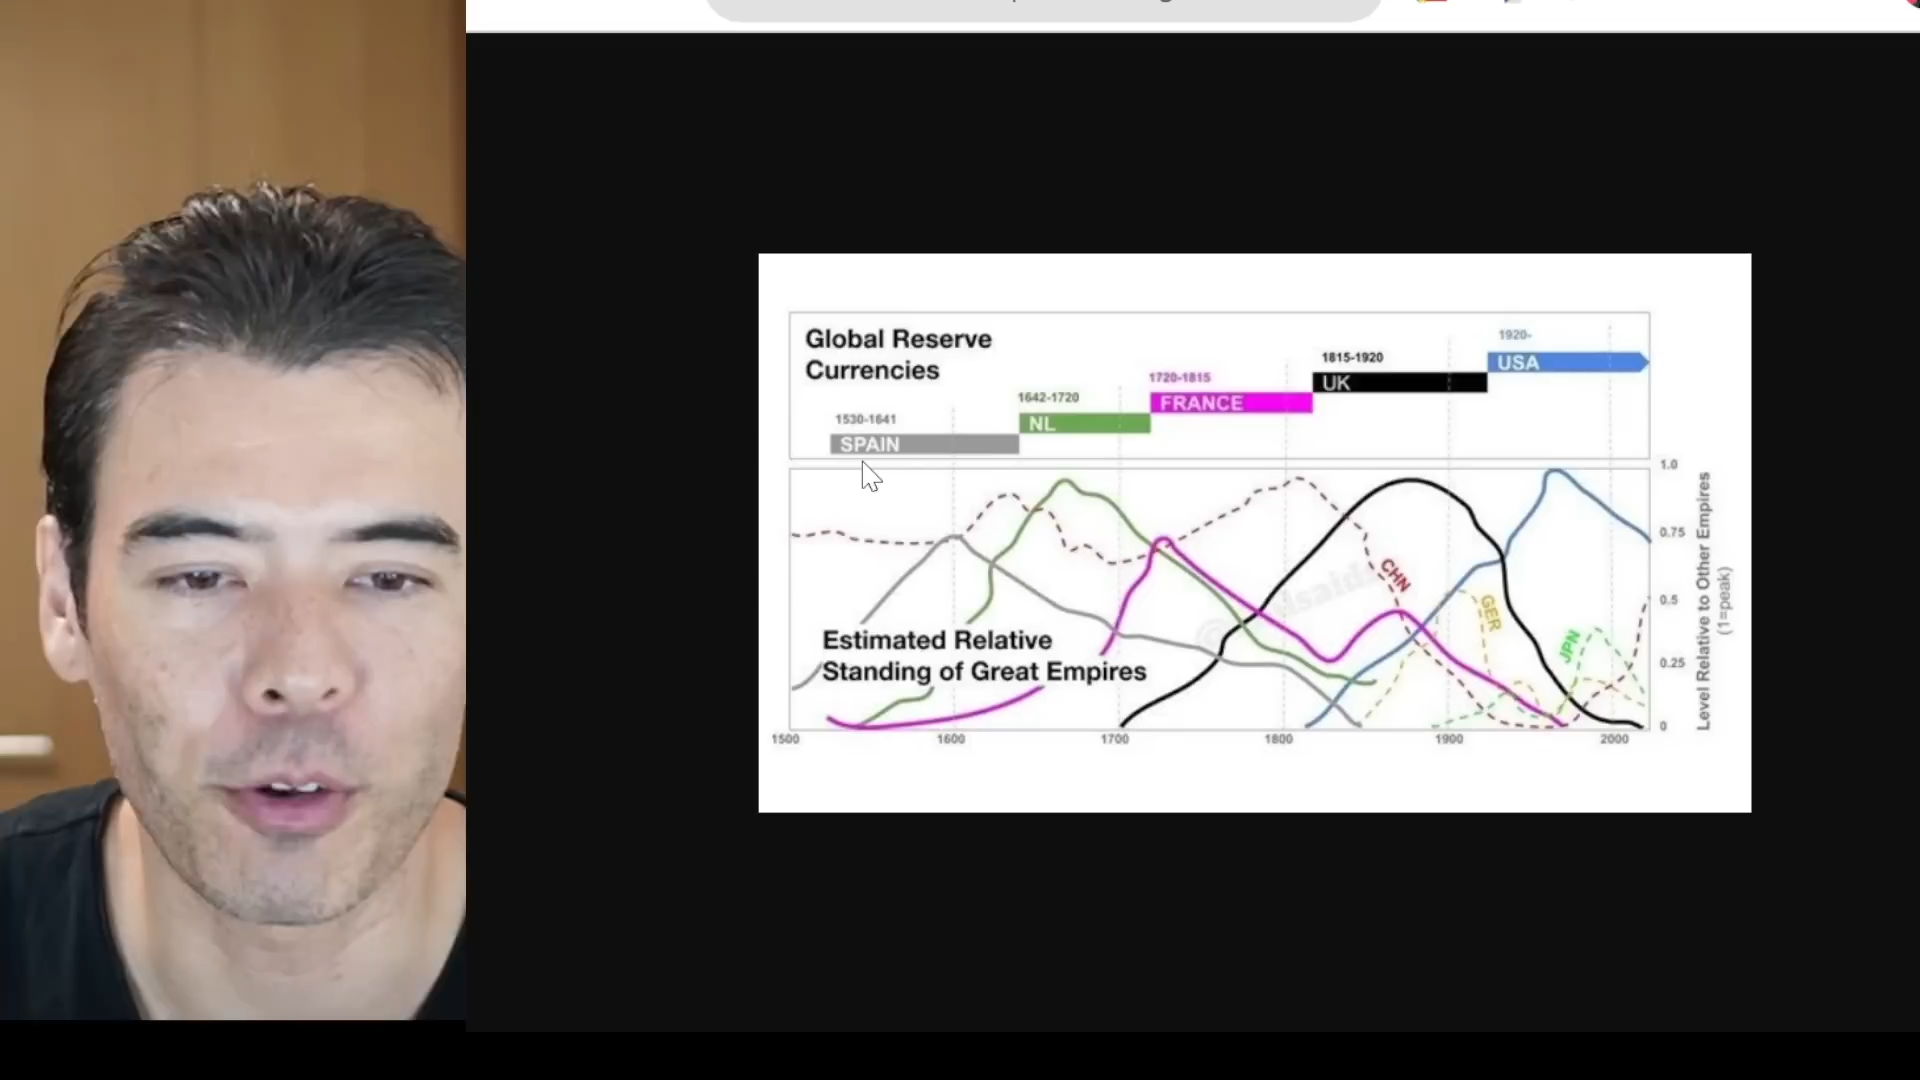 Global Reserve
Currencies
1920-
USA
1815-1920
UK
1720-1815
FRANCE
1642-1720
NL
1530-1641
SPAIN
1.0
0.75
0.5
0.25
0
Level Relative to Other Empires
(1=peak)
CHN
GER
JPN
Estimated Relative
Standing of Great Empires
1500
1600
1700
1800
1900
2000